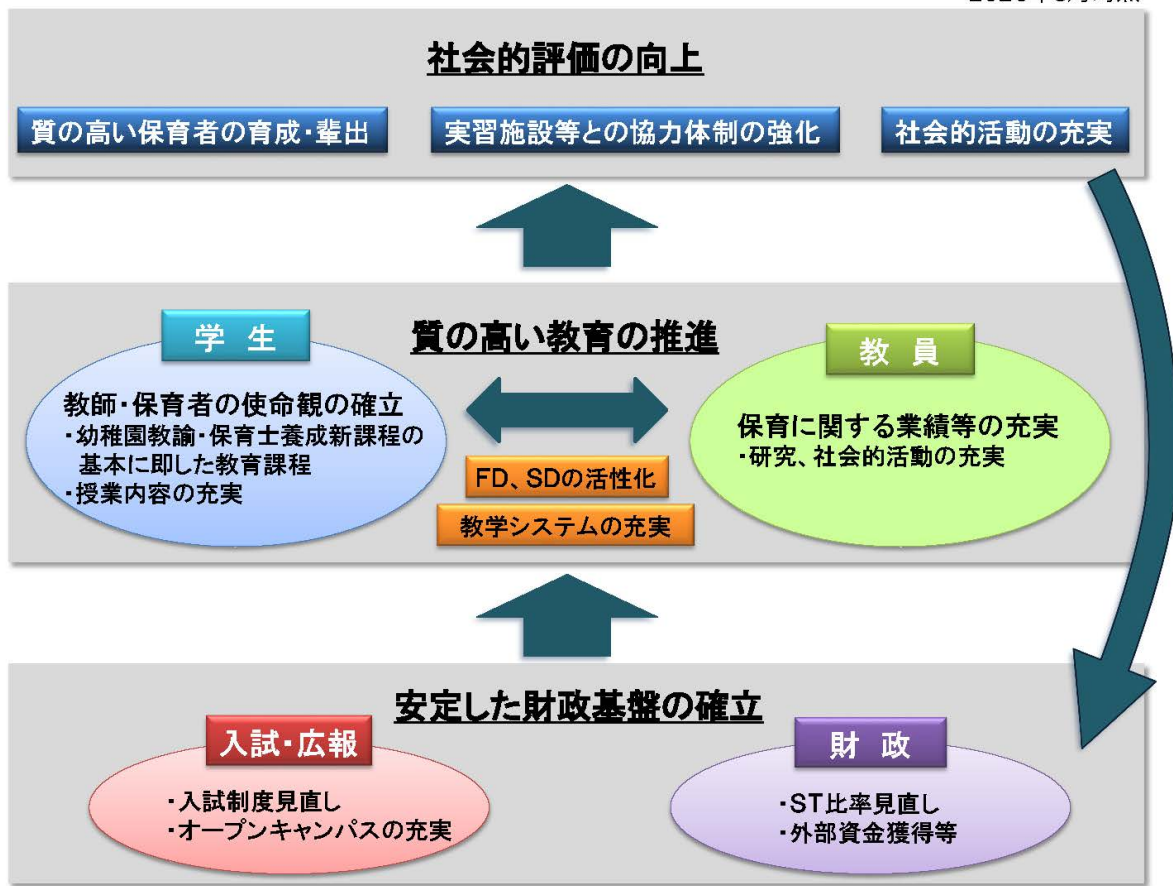 社会的評価の向上
質の高い保育者の育成・輩出
実習施設等との協力体制の強化
社会的活動の充実
質の高い教育の推進
学 生
教師・保育者の使命観の確立
・幼稚園教諭・保育士養成新課程の
基本に即した教育課程
・授業内容の充実
FD、SDの活性化
教学システムの充実
教 員
保育に関する業績等の充実
・研究、社会的活動の充実
安定した財政基盤の確立
入試・広報
・入試制度見直し
・オープンキャンパスの充実
財 政
・ST比率見直し
・外部資金獲得等